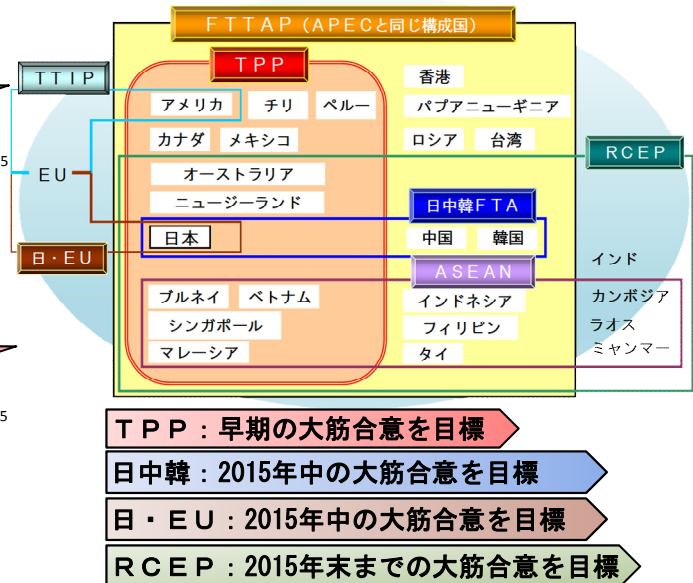 FTTAP(APECと同じ構成国)
TPP
TTIP
アメリカ チリ ペルー
香港
パプアニューギニア
カナダ メキシコ
ロシア 台湾
RCEP
5
EU
オーストラリア
ニュージーランド
日中韓FTA
日本
中国 韓国
日・EU
ASEAN
インド
ブルネイ ベトナム
インドネシア
カンボジア
シンガポール
フィリピン
ラオス
マレーシア
タイ
ミャンマー
5
TPP:早期の大筋合意を目標
日中韓:2015年中の大筋合意を目標
日・EU:2015年中の大筋合意を目標
RCEP:2015年末までの大筋合意を目標